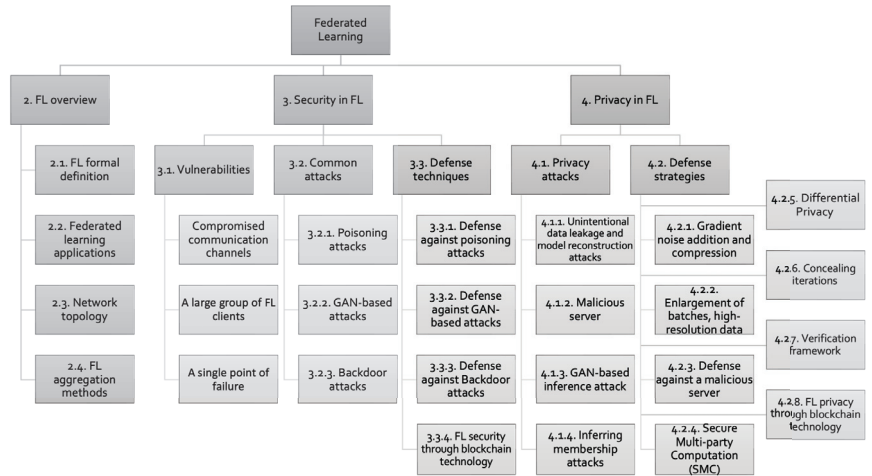 Federated
Learning
2. FL overview
3. Security in FL
4. Privacy in FL
2.1. FL formal
definition
2.2. Federated
learning
applications
2.3. Network
topology
2.4. FL
aggregation
methods
3.1. Vulnerabilities
Compromised
communication
channels
A large group of FL
clients
A single point of
failure
3.2. Common
attacks
3.2.1. Poisoning
attacks
3.2.2. GAN-based
attacks
3.2.3. Backdoor
attacks
3.3. Defense
techniques
3.3.1. Defense
against poisoning
attacks
3.3.2. Defense
against GAN-
based attacks
3.3.3. Defense
against Backdoor
attacks
3.3.4. FL security
through blockchain
technology
4.1. Privacy
attacks
4.1.1. Unintentional
data leakage and
model reconstruction
attacks
4.1.2. Malicious
server
4.1.3. GAN-based
inference attack
4.1.4. Inferring
membership
attacks
4.2. Defense
strategies
4.2.1. Gradient
noise addition and
compression
4.2.2.
Enlargement of
batches, high-
resolution data
4.2.3. Defense
against a malicious
server
4.2.4. Secure
Multi-party
Computation
(SMC)
4.2.5. Differential
Privacy
4.2.6. Concealing
iterations
4.2.7. Verification
framework
4.2.8. FL privacy
through blockchain
technology